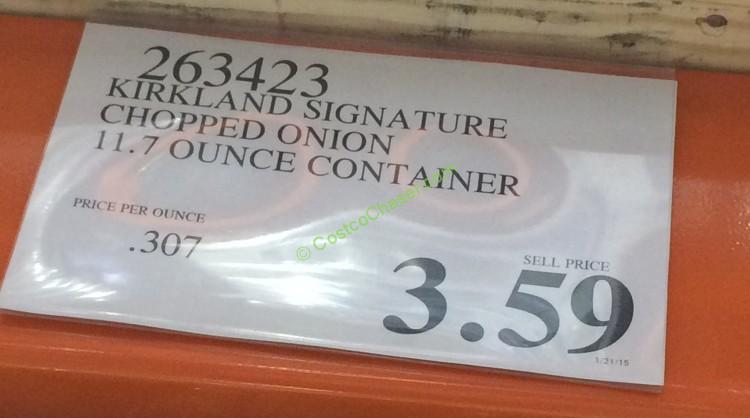 263423
KIRKLAND SIGNATURE
CHOPPED ONION
11.7 OUNCE CONTAINER
PRICE PER OUNCE
.307
© CostcoChaser.com
SELL PRICE
3.59
1/21/15